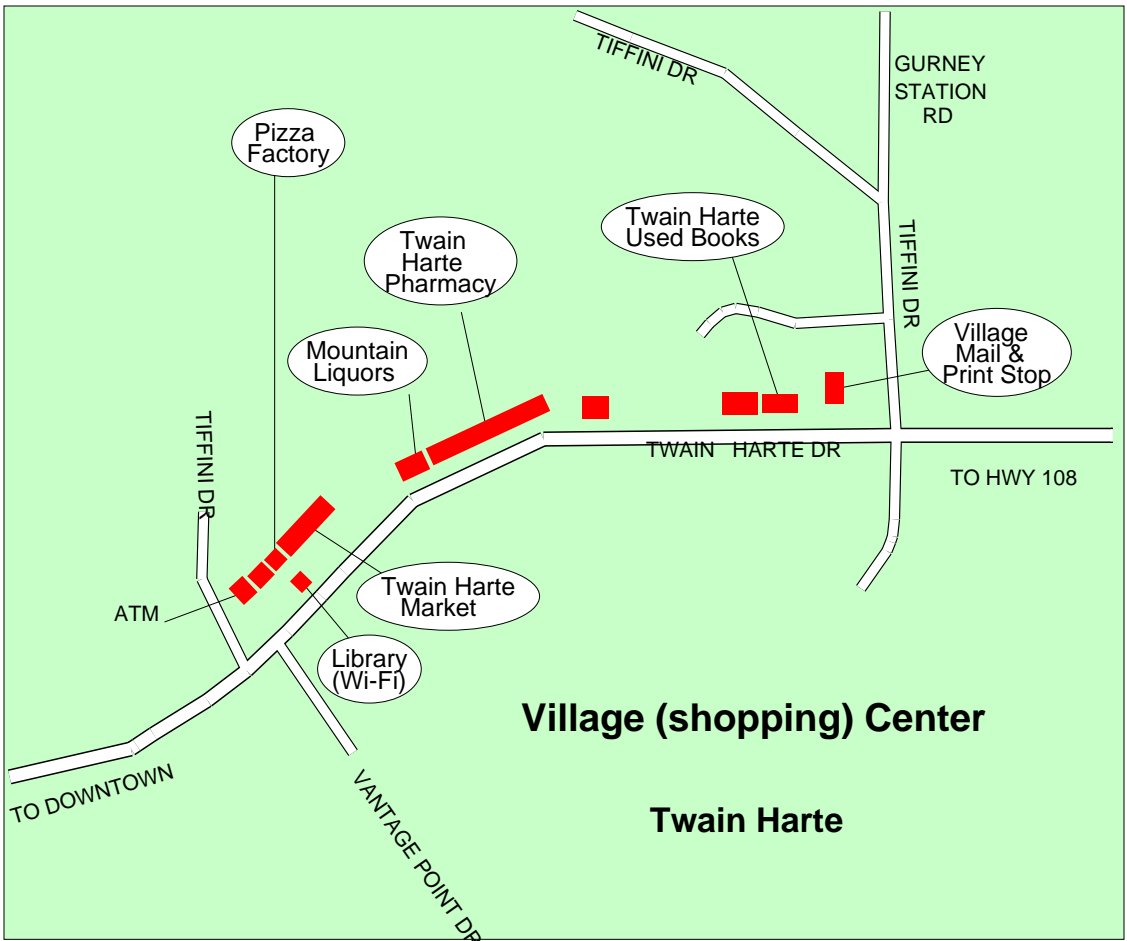 TIFFINI DR
GURNEY
STATION
RD
Pizza
Factory
Twain Harte
Used Books
Twain
Harte
Pharmacy
TIFFINI DR
Village
Mail &
Print Stop
Mountain
Liquors
TIFFINI DR
TWAIN HARTE DR
TO HWY 108
Twain Harte
Market
ATM
Library
(Wi-Fi)
Village (shopping) Center
TO DOWNTOWN
VANTAGE POINT DR
Twain Harte